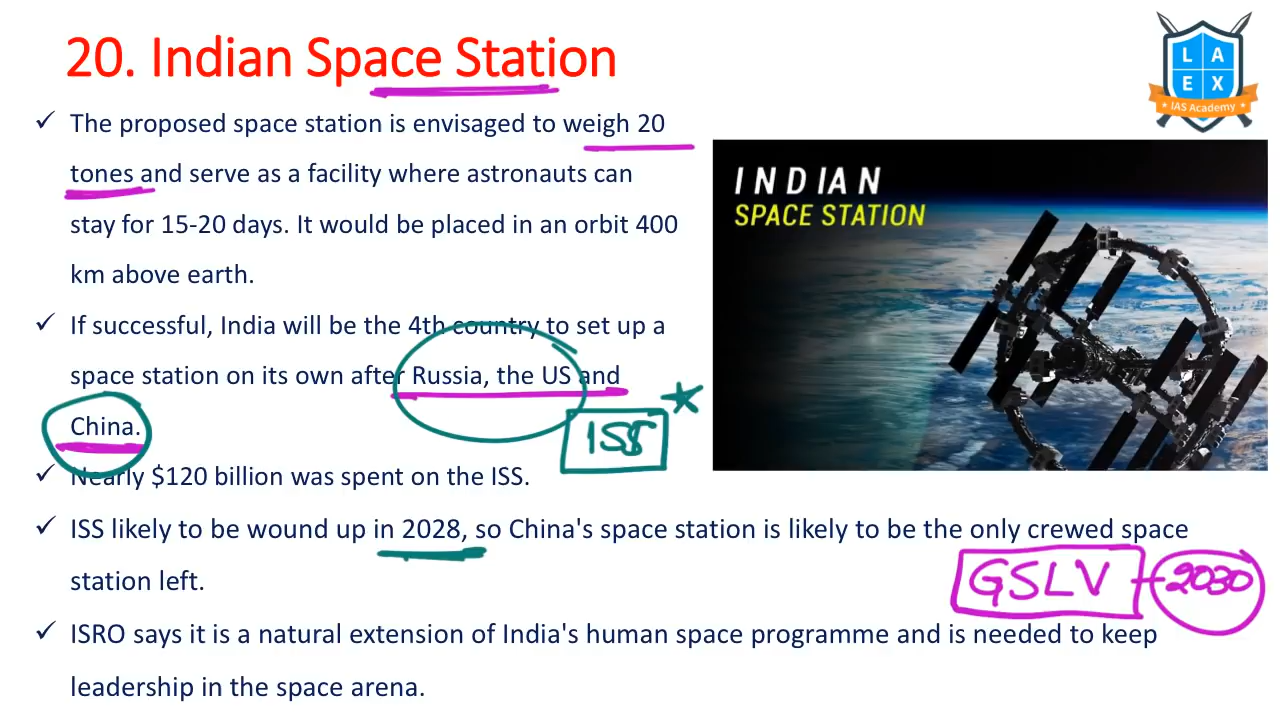 20. Indian Space Station
L A
E X
IAS Academy
✓ The proposed space station is envisaged to weigh 20
tones and serve as a facility where astronauts can
stay for 15-20 days. It would be placed in an orbit 400
km above earth.
INDIAN
SPACE STATION
✓ If successful, India will be the 4th country to set up a
space station on its own after Russia, the US and
China.
ISS
✓ Nearly $120 billion was spent on the ISS.
✓ ISS likely to be wound up in 2028, so China's space station is likely to be the only crewed space
station left.
GSLV - 2030
✓ ISRO says it is a natural extension of India's human space programme and is needed to keep
leadership in the space arena.